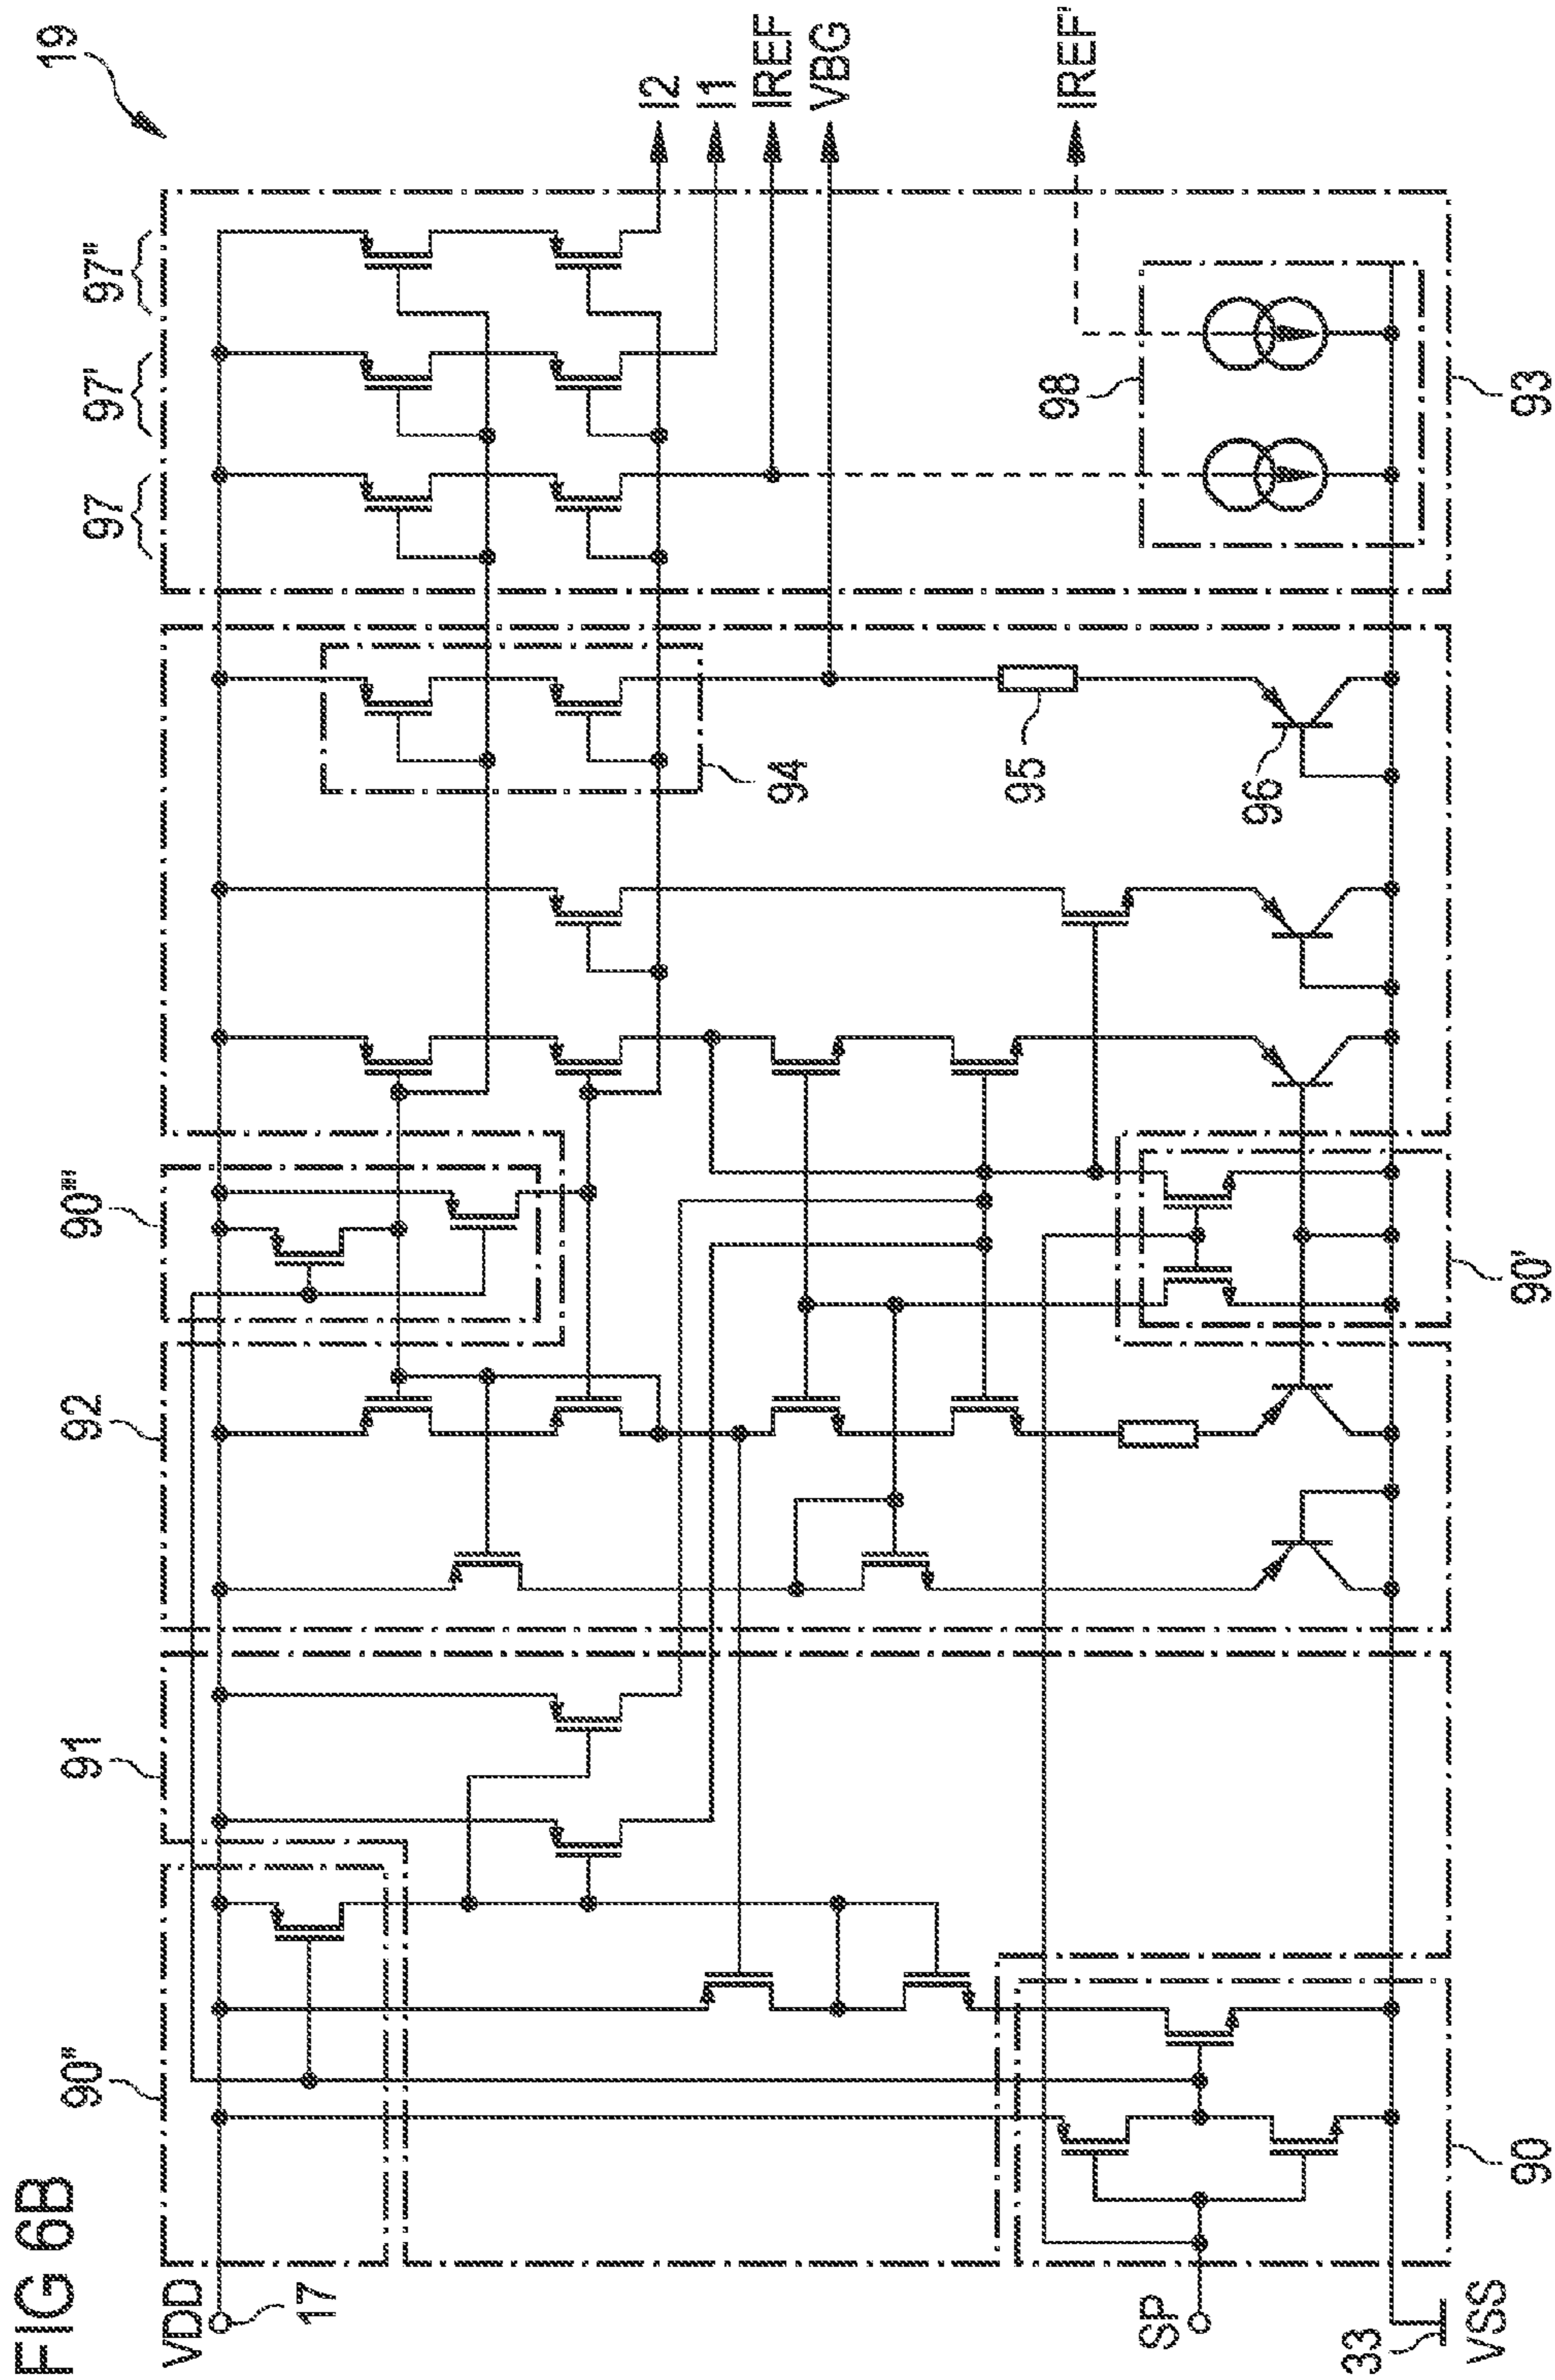 FIG 6B
19
90"
91
92
90'''
97
97'
97"
VDD
17
I2
I1
IREF
VBG
IREF'
94
95
96
98
SP
33
VSS
90
90'
93